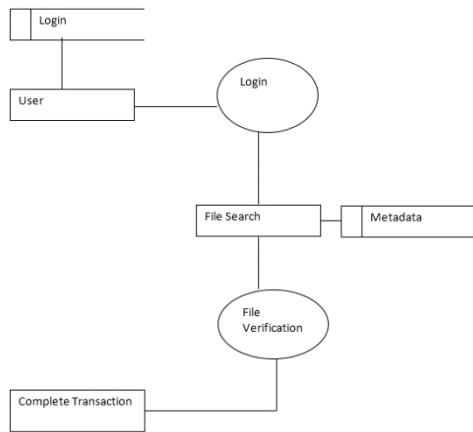 Login
User
Login
File Search
Metadata
File
Verification
Complete Transaction